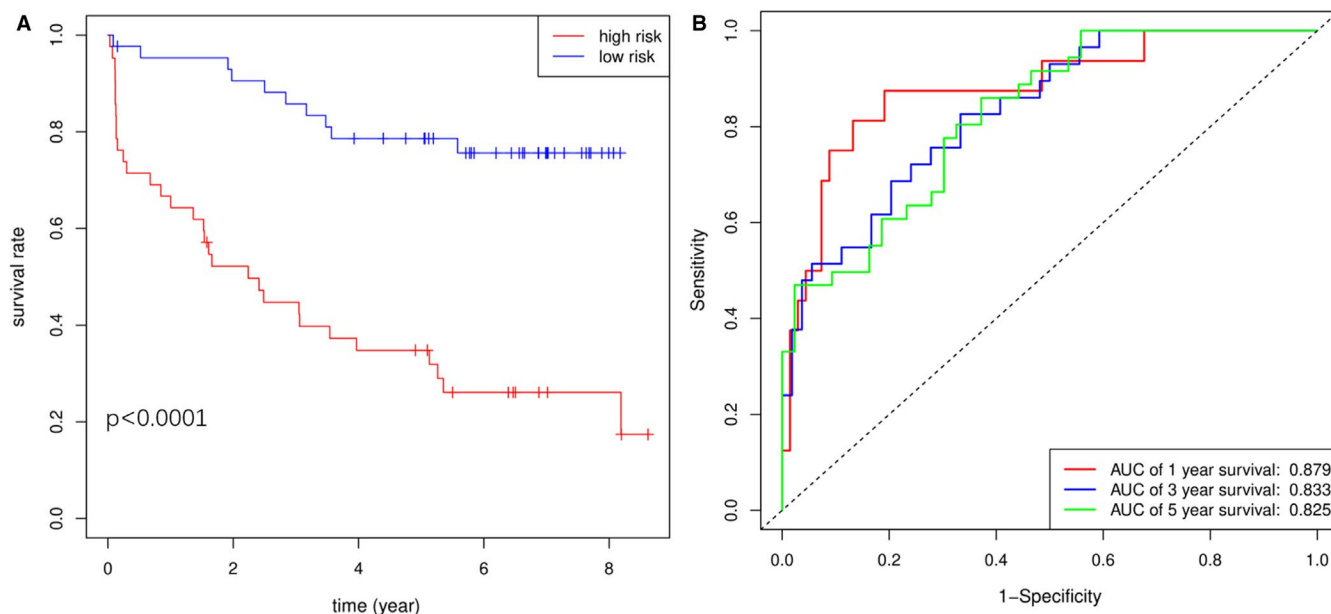 A
high risk
low risk
survival rate
1.0
0.8
0.6
0.4
0.2
0.0
p<0.0001
0
2
4
6
8
time (year)
B
Sensitivity
1.0
0.8
0.6
0.4
0.2
0.0
AUC of 1 year survival: 0.879
AUC of 3 year survival: 0.833
AUC of 5 year survival: 0.825
0.0
0.2
0.4
0.6
0.8
1.0
1−Specificity